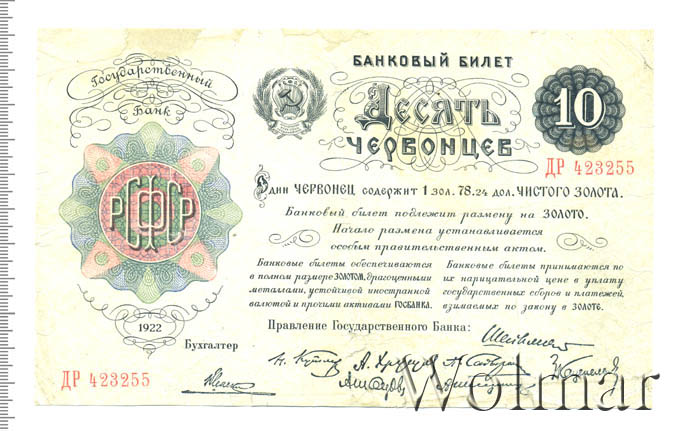 Государственный
Банк
БАНКОВЫЙ БИЛЕТ
Десять
ЧЕРВОНЦЕВ
10
ДР 423255
Один ЧЕРВОНЕЦ содержит 1 зол. 78.24 дол. ЧИСТОГО ЗОЛОТА.
Банковый билет подлежит размену на ЗОЛОТО.
Начало размена устанавливается
особым правительственным актом.
Банковые билеты обеспечиваются
в полном размере ЗОЛОТОМ, драгоценными
металлами, устойчивой иностранной
валютой и прочими активами ГОСБАНКА.
Банковые билеты принимаются по
их нарицательной цене в уплату
государственных сборов и платежей,
взимаемых по закону в ЗОЛОТЕ.
РСФСР
1922
Правление Государственного Банка:
Бухгалтер
ДР 423255
Wolmar